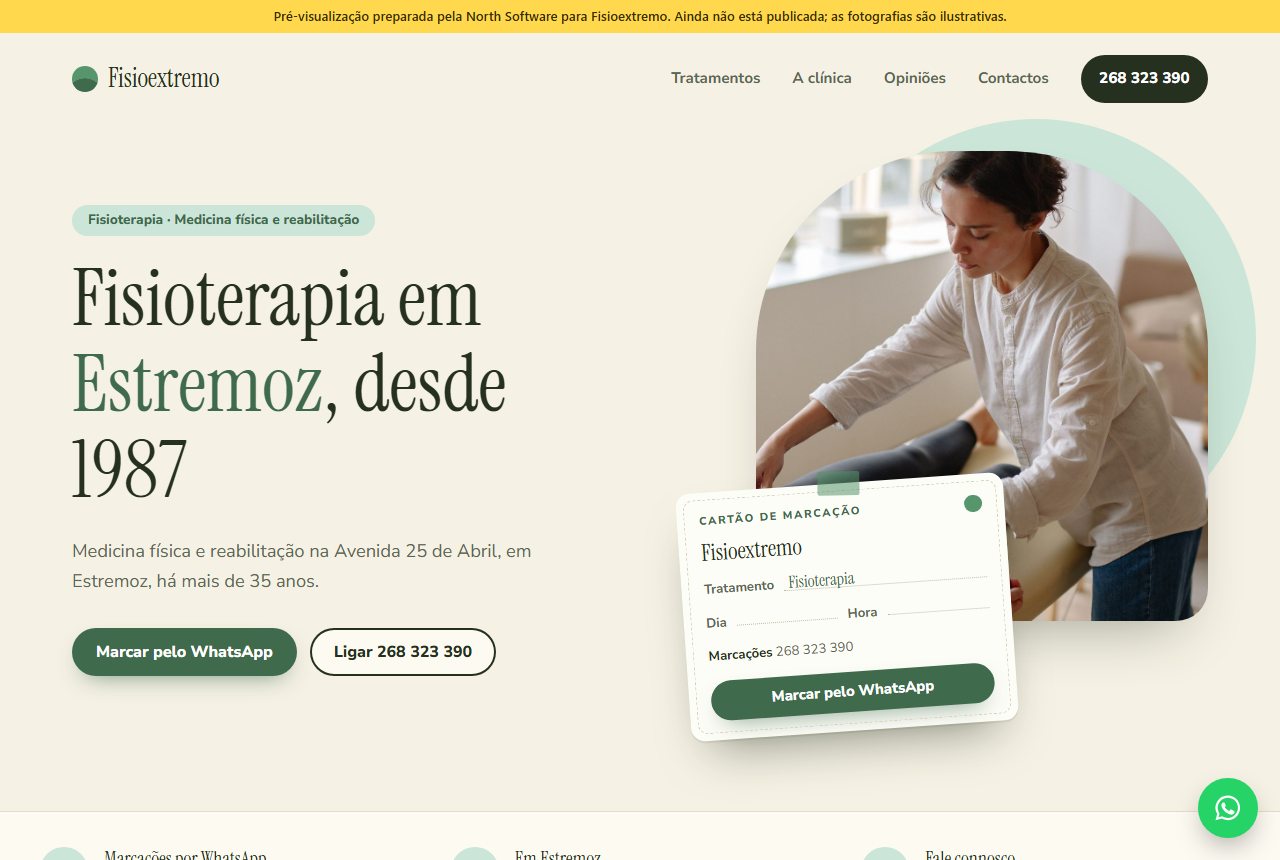 Pré-visualização preparada pela North Software para Fisioextremo. Ainda não está publicada; as fotografias são ilustrativas.
Fisioextremo
Tratamentos
A clínica
Opiniões
Contactos
268 323 390
Fisioterapia · Medicina física e reabilitação
Fisioterapia em
Estremoz, desde
1987
Medicina física e reabilitação na Avenida 25 de Abril, em
Estremoz, há mais de 35 anos.
Marcar pelo WhatsApp
Ligar 268 323 390
CARTÃO DE MARCAÇÃO
Fisioextremo
Tratamento Fisioterapia
Dia Hora
Marcações 268 323 390
Marcar pelo WhatsApp
Marcações por WhatsApp
Em Estremoz
Fale connosco